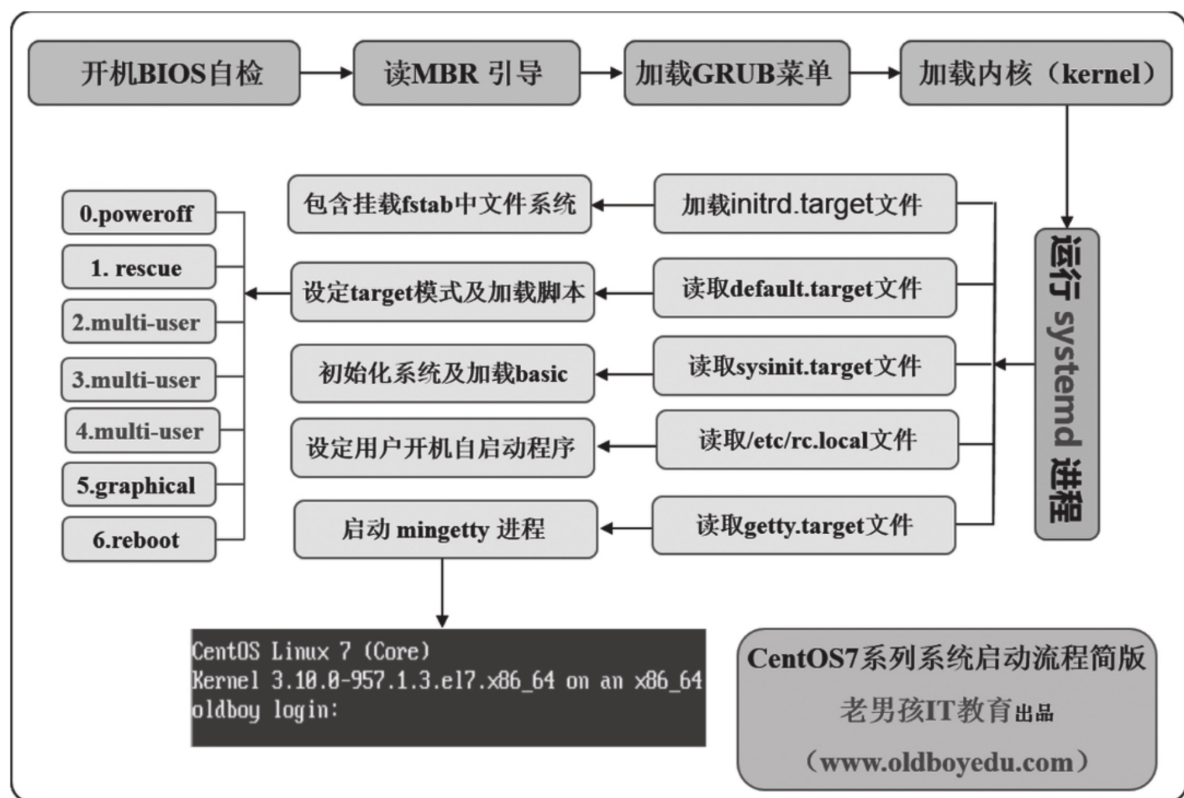 开机BIOS自检
读MBR 引导
加载GRUB菜单
加载内核（kernel）
运行 systemd 进程
加载initrd.target文件
包含挂载fstab中文件系统
读取default.target文件
设定target模式及加载脚本
0.poweroff
1. rescue
2.multi-user
3.multi-user
4.multi-user
5.graphical
6.reboot
读取sysinit.target文件
初始化系统及加载basic
读取/etc/rc.local文件
设定用户开机自启动程序
读取getty.target文件
启动 mingetty 进程
CentOS Linux 7 (Core)
Kernel 3.10.0-957.1.3.el7.x86_64 on an x86_64
oldboy login:
CentOS7系列系统启动流程简版
老男孩IT教育出品
（www.oldboyedu.com）